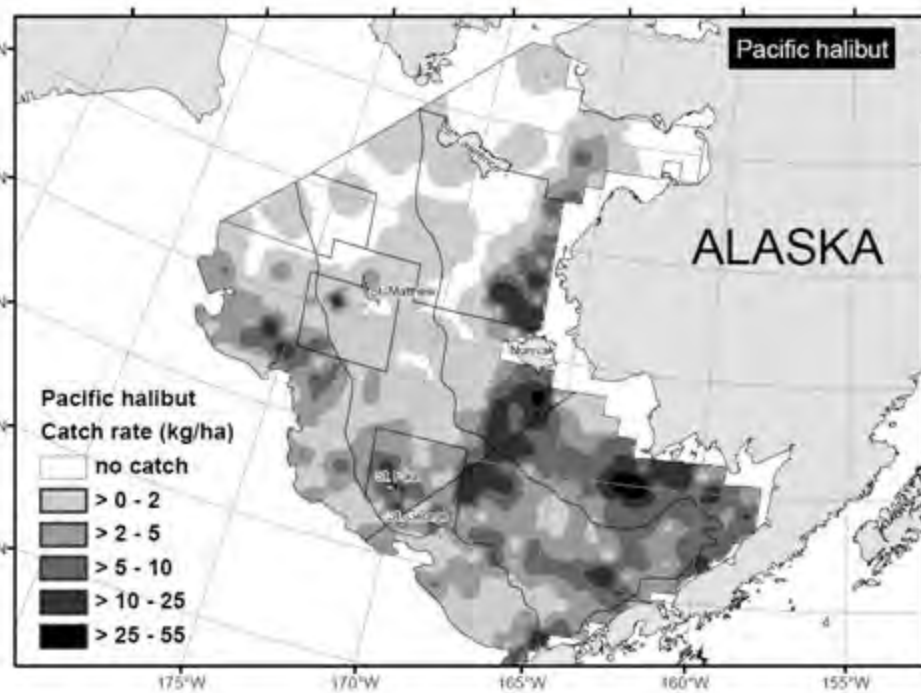 Pacific halibut
ALASKA
St. Matthew
Nunivak
Pacific halibut
Catch rate (kg/ha)
no catch
> 0 - 2
> 2 - 5
> 5 - 10
> 10 - 25
> 25 - 55
St. Paul
St. George
175°W
170°W
165°W
160°W
155°W